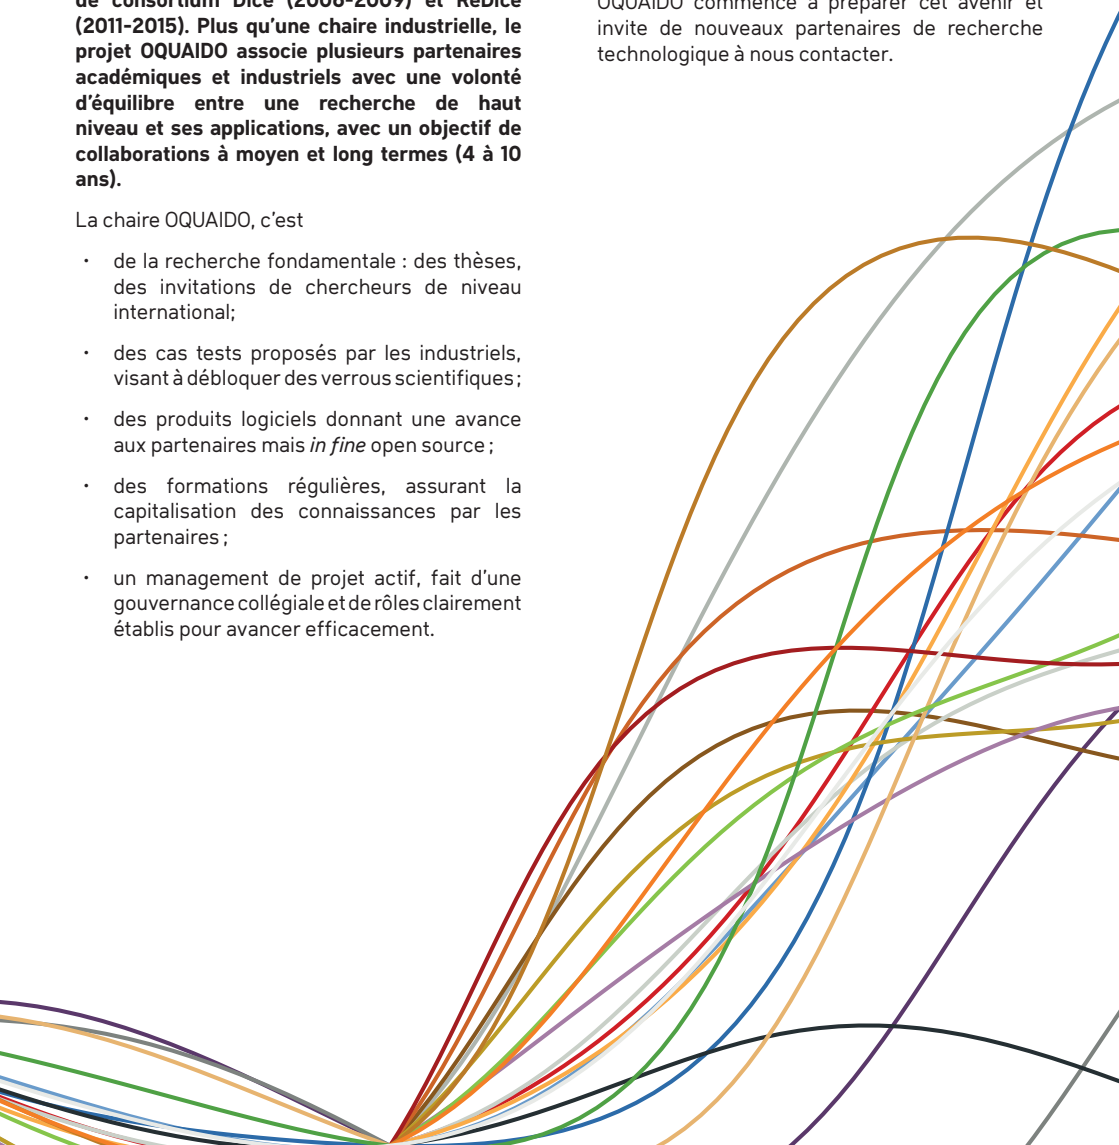 de consortium Dice (2006-2009) et ReDice
(2011-2015). Plus qu'une chaire industrielle, le
projet OQUAIDO associe plusieurs partenaires
académiques et industriels avec une volonté
d'équilibre entre une recherche de haut
niveau et ses applications, avec un objectif de
collaborations à moyen et long termes (4 à 10
ans).
La chaire OQUAIDO, c'est
· de la recherche fondamentale : des thèses,
des invitations de chercheurs de niveau
international;
· des cas tests proposés par les industriels,
visant à débloquer des verrous scientifiques ;
· des produits logiciels donnant une avance
aux partenaires mais in fine open source ;
· des formations régulières, assurant la
capitalisation des connaissances par les
partenaires ;
· un management de projet actif, fait d'une
gouvernance collégiale et de rôles clairement
établis pour avancer efficacement.
OQUAIDO commence à préparer cet avenir et
invite de nouveaux partenaires de recherche
technologique à nous contacter.